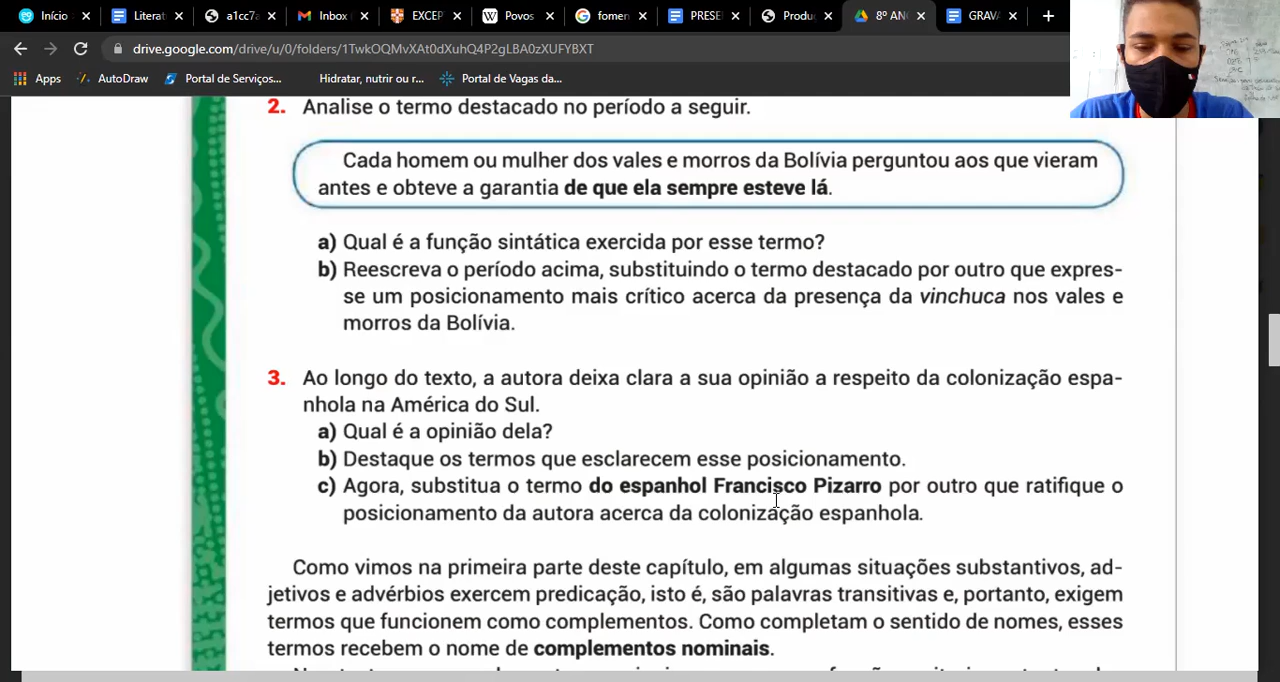 Início
Literat
a1cc7a
Inbox
EXCEP
Povos
fomen
PRESE
Produ
8º AN
GRAVA
drive.google.com/drive/u/0/folders/1TwkOQMvXAt0dXuhQ4P2gLBA0zXUFYBXT
Apps
AutoDraw
Portal de Serviços...
Hidratar, nutrir ou r...
Portal de Vagas da...
2. Analise o termo destacado no período a seguir.
Cada homem ou mulher dos vales e morros da Bolívia perguntou aos que vieram
antes e obteve a garantia de que ela sempre esteve lá.
a) Qual é a função sintática exercida por esse termo?
b) Reescreva o período acima, substituindo o termo destacado por outro que expres-
se um posicionamento mais crítico acerca da presença da vinchuca nos vales e
morros da Bolívia.
3. Ao longo do texto, a autora deixa clara a sua opinião a respeito da colonização espa-
nhola na América do Sul.
a) Qual é a opinião dela?
b) Destaque os termos que esclarecem esse posicionamento.
c) Agora, substitua o termo do espanhol Francisco Pizarro por outro que ratifique o
posicionamento da autora acerca da colonização espanhola.
Como vimos na primeira parte deste capítulo, em algumas situações substantivos, ad-
jetivos e advérbios exercem predicação, isto é, são palavras transitivas e, portanto, exigem
termos que funcionem como complementos. Como completam o sentido de nomes, esses
termos recebem o nome de complementos nominais.